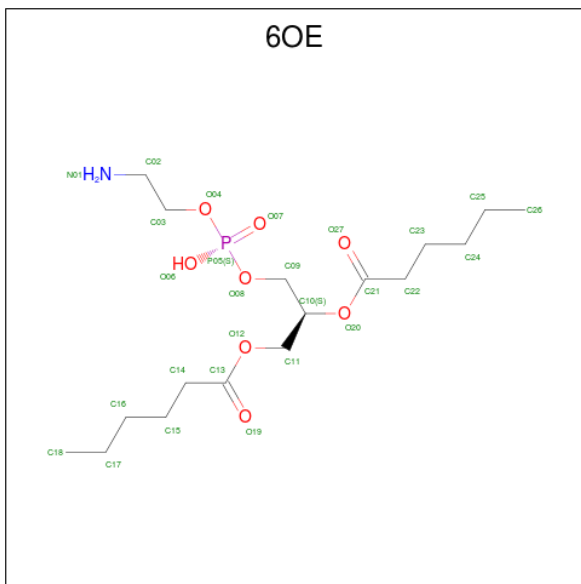 6OE
C02
N01 H₂N
O04
C25
C03
O07
O27
C23
C26
P
HO
P05(S)
O06
C09
C24
O08
C21
C22
C10(S)
O20
O12
C11
C14
C13
C16
O19
C15
C18
C17
O
O
O
O
O
O
O